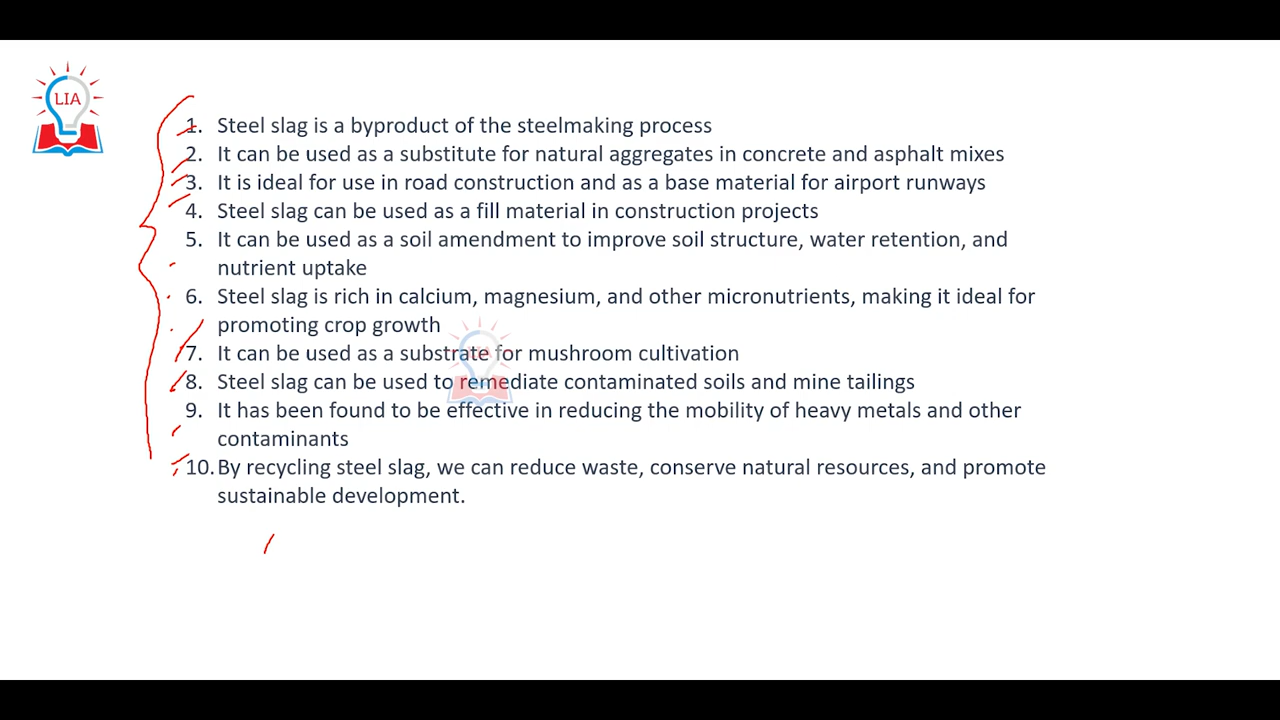 LIA
1. Steel slag is a byproduct of the steelmaking process
2. It can be used as a substitute for natural aggregates in concrete and asphalt mixes
3. It is ideal for use in road construction and as a base material for airport runways
4. Steel slag can be used as a fill material in construction projects
5. It can be used as a soil amendment to improve soil structure, water retention, and
nutrient uptake
6. Steel slag is rich in calcium, magnesium, and other micronutrients, making it ideal for
promoting crop growth
7. It can be used as a substrate for mushroom cultivation
LIA
8. Steel slag can be used to remediate contaminated soils and mine tailings
9. It has been found to be effective in reducing the mobility of heavy metals and other
contaminants
10. By recycling steel slag, we can reduce waste, conserve natural resources, and promote
sustainable development.